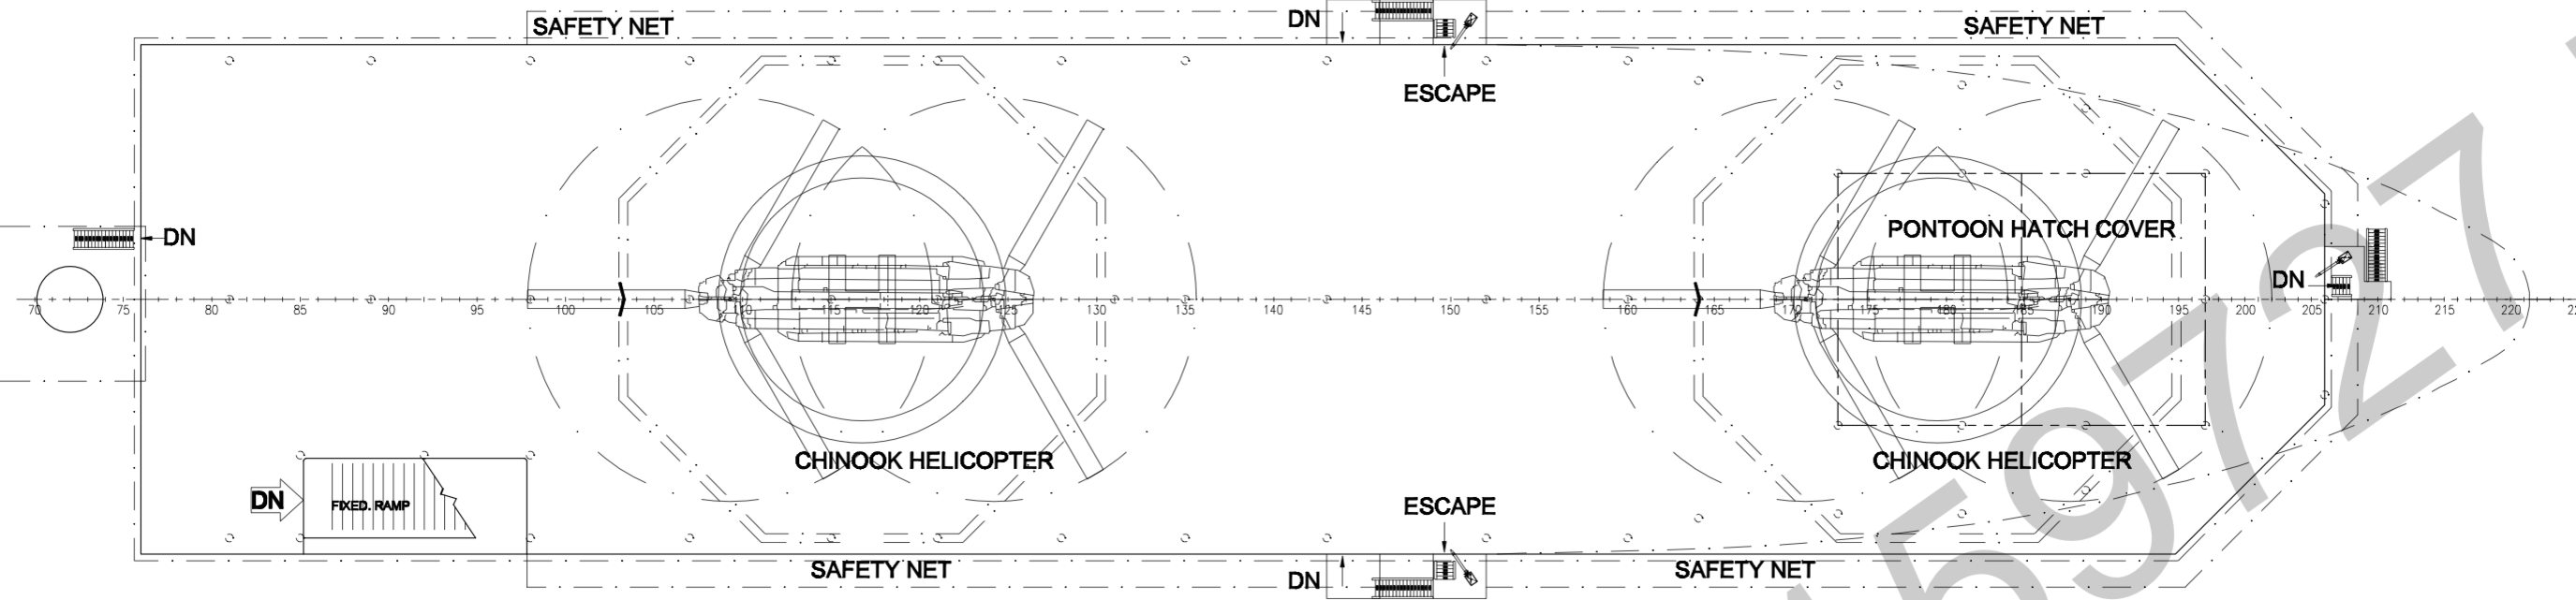 SAFETY NET
DN
SAFETY NET
ESCAPE
PONTOON HATCH COVER
DN
DN
70 75 80 85 90 95 100 105 110 115 120 125 130 135 140 145 150 155 160 165 170 175 180 185 190 195 200 205 210 215 220
CHINOOK HELICOPTER
CHINOOK HELICOPTER
DN
FIXED. RAMP
ESCAPE
SAFETY NET
DN
SAFETY NET
59727